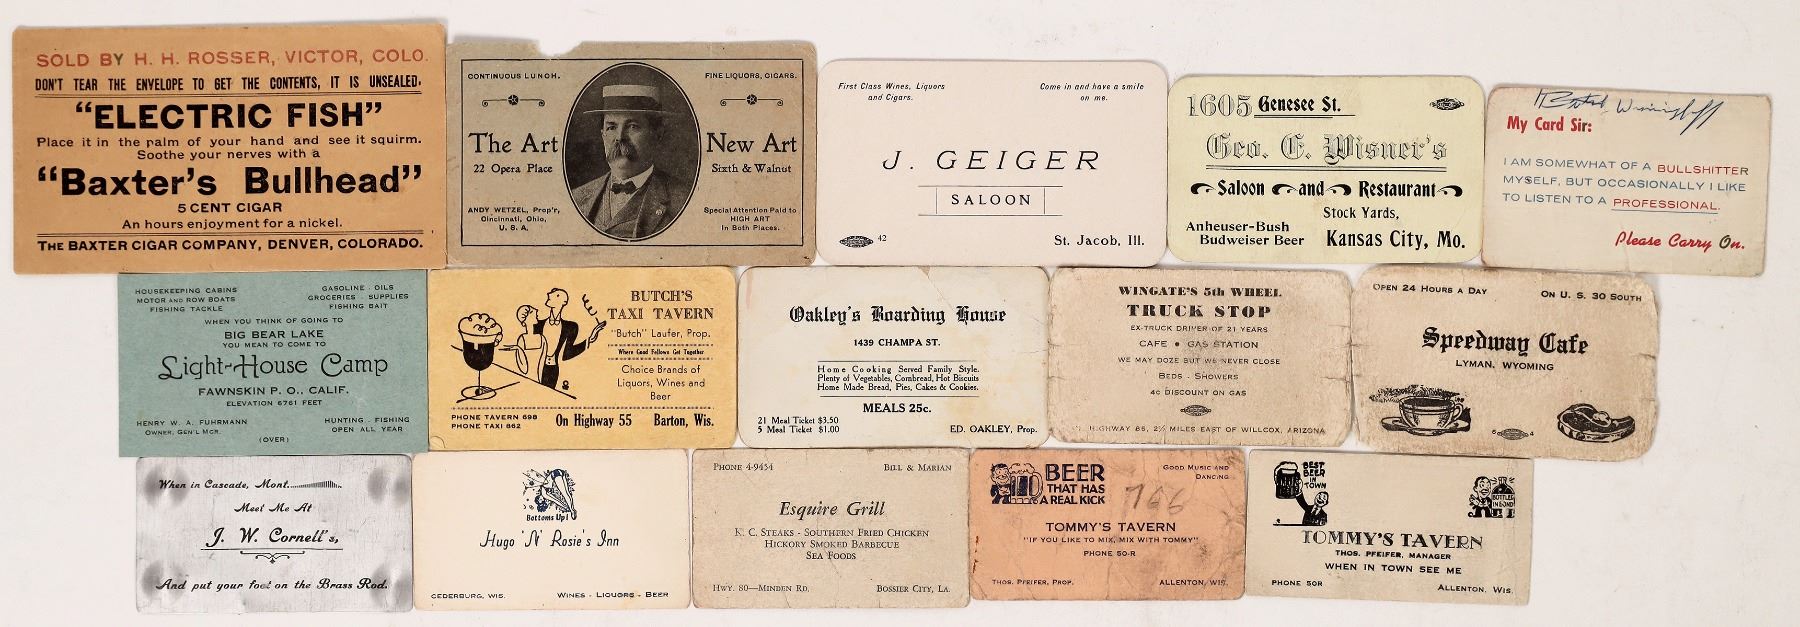 SOLD BY H. H. ROSSER, VICTOR, COLO.
DON'T TEAR THE ENVELOPE TO GET THE CONTENTS, IT IS UNSEALED.
"ELECTRIC FISH"
Place it in the palm of your hand and see it squirm.
Soothe your nerves with a
"Baxter's Bullhead"
5 CENT CIGAR
An hours enjoyment for a nickel.
THE BAXTER CIGAR COMPANY, DENVER, COLORADO.
CONTINUOUS LUNCH.
FINE LIQUORS, CIGARS.
The Art
22 Opera Place
New Art
Sixth & Walnut
ANDY WETZEL, Prop'r,
Cincinnati, Ohio,
U. S. A.
Special Attention Paid to
HIGH ART
In Both Places.
First Class Wines, Liquors
and Cigars.
Come in and have a smile
on me.
J. GEIGER
SALOON
42
St. Jacob, Ill.
1605 Genesee St.
Geo. E. Wisner's
Saloon and Restaurant
Stock Yards,
Anheuser-Bush
Budweiser Beer
Kansas City, Mo.
My Card Sir:
I AM SOMEWHAT OF A BULLSHITTER
MYSELF, BUT OCCASIONALLY I LIKE
TO LISTEN TO A PROFESSIONAL.
Please Carry On.
HOUSEKEEPING CABINS
MOTOR AND ROW BOATS
FISHING TACKLE
GASOLINE - OILS
GROCERIES - SUPPLIES
FISHING BAIT
WHEN YOU THINK OF GOING TO
BIG BEAR LAKE
YOU MEAN TO COME TO
Light-House Camp
FAWNSKIN P. O., CALIF.
ELEVATION 6761 FEET
HENRY W. A. FUHRMANN
OWNER, GEN'L MGR.
HUNTING - FISHING
OPEN ALL YEAR
(OVER)
BUTCH'S
TAXI TAVERN
"Butch" Laufer, Prop.
Where Good Fellows Get Together
Choice Brands of
Liquors, Wines and
Beer
PHONE TAVERN 698
PHONE TAXI 862
On Highway 55
Barton, Wis.
Oakley's Boarding House
1439 CHAMPA ST.
Home Cooking Served Family Style.
Plenty of Vegetables, Cornbread, Hot Biscuits
Home Made Bread, Pies, Cakes & Cookies.
MEALS 25c.
21 Meal Ticket $3.50
5 Meal Ticket $1.00
ED. OAKLEY, Prop.
WINGATE'S 5th WHEEL
TRUCK STOP
EX-TRUCK DRIVER OF 21 YEARS
CAFE • GAS STATION
WE MAY DOZE BUT WE NEVER CLOSE
BEDS - SHOWERS
4¢ DISCOUNT ON GAS
HIGHWAY 86, 2½ MILES EAST OF WILLCOX, ARIZONA
OPEN 24 HOURS A DAY
ON U. S. 30 SOUTH
Speedway Cafe
LYMAN, WYOMING
When in Cascade, Mont.
Meet Me At
J. W. Cornell's,
And put your foot on the Brass Rod.
Bottoms Up!
Hugo 'N' Rosie's Inn
CEDERBURG, WIS.
WINES - LIQUORS - BEER
PHONE 4-9454
BILL & MARIAN
Esquire Grill
K. C. STEAKS - SOUTHERN FRIED CHICKEN
HICKORY SMOKED BARBECUE
SEA FOODS
HWY. 80—MINDEN RD.
BOSSIER CITY, LA.
BEER
THAT HAS
A REAL KICK
GOOD MUSIC AND
DANCING
766
TOMMY'S TAVERN
"IF YOU LIKE TO MIX, MIX WITH TOMMY"
PHONE 50-R
THOS. PFEIFER, PROP.
ALLENTON, WIS.
BEST
BEER
IN
TOWN
BOTTLED
IN BOND
TOMMY'S TAVERN
THOS. PFEIFER, MANAGER
WHEN IN TOWN SEE ME
PHONE 50R
ALLENTON, WIS.